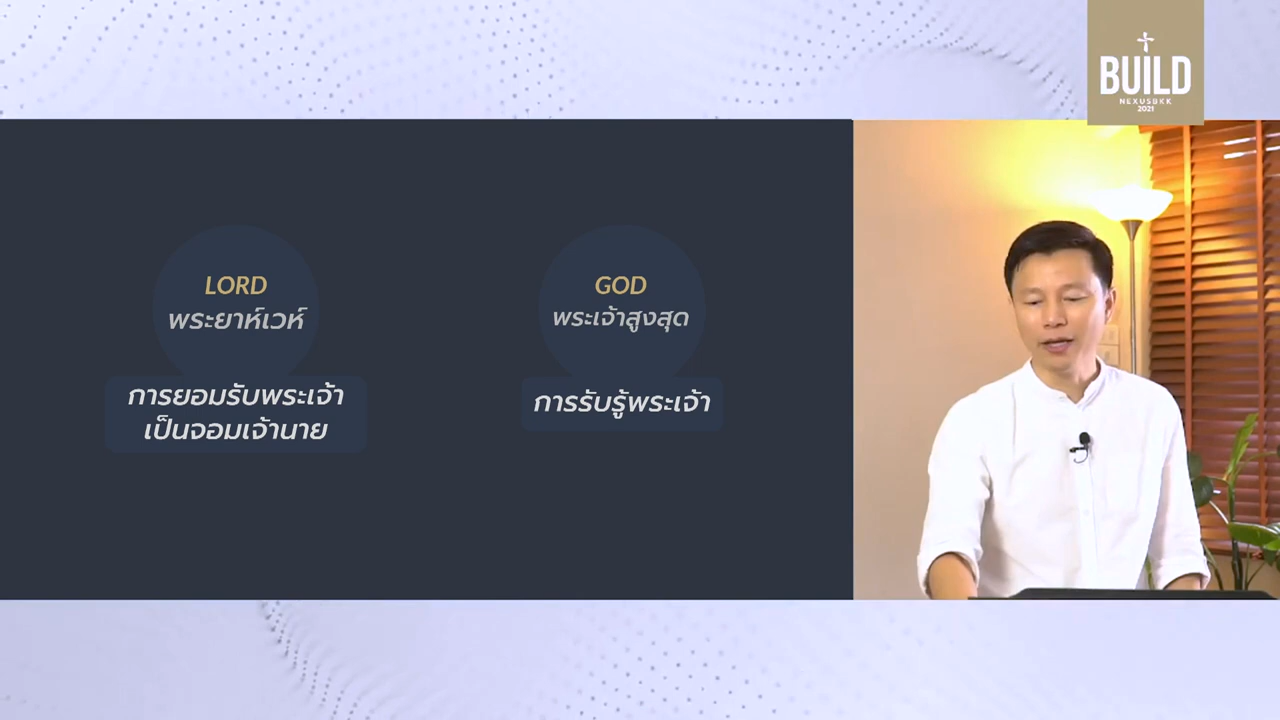 BUILD
NEXUSBKK
2021
LORD
พระยาห์เวห์
การยอมรับพระเจ้า
เป็นจอมเจ้านาย
GOD
พระเจ้าสูงสุด
การรับรู้พระเจ้า